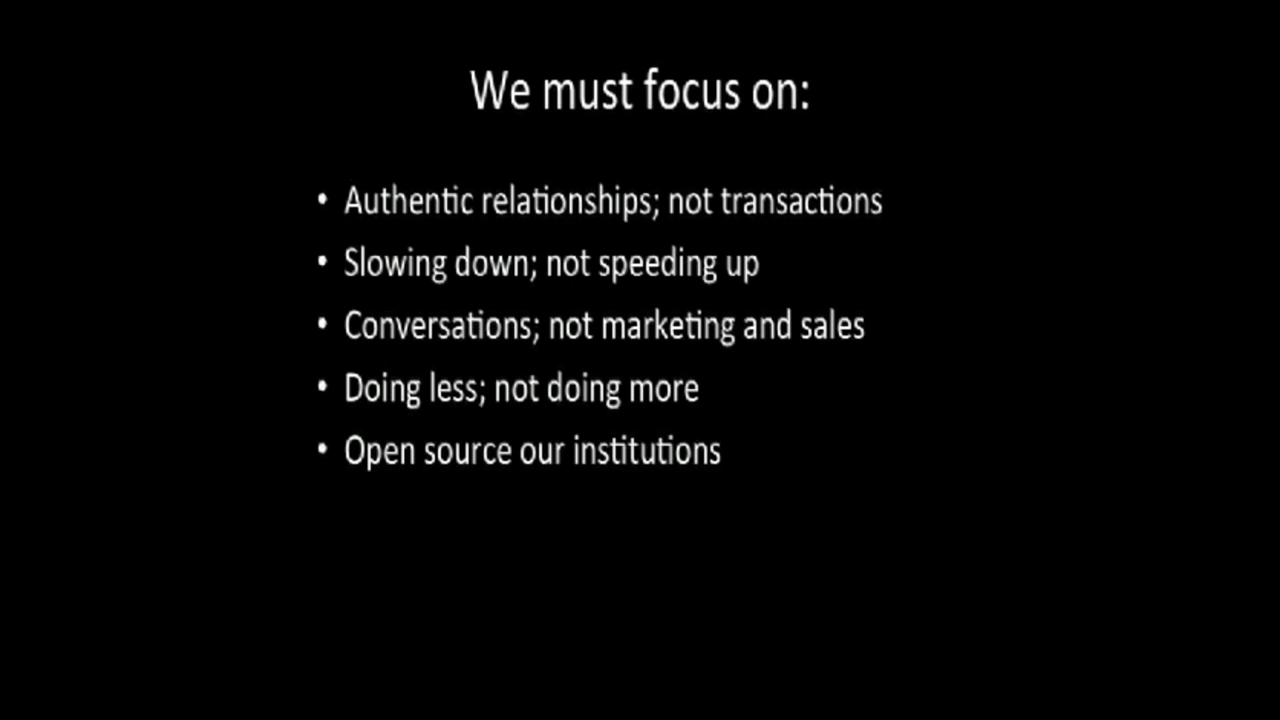 We must focus on:
• Authentic relationships; not transactions
• Slowing down; not speeding up
• Conversations; not marketing and sales
• Doing less; not doing more
• Open source our institutions